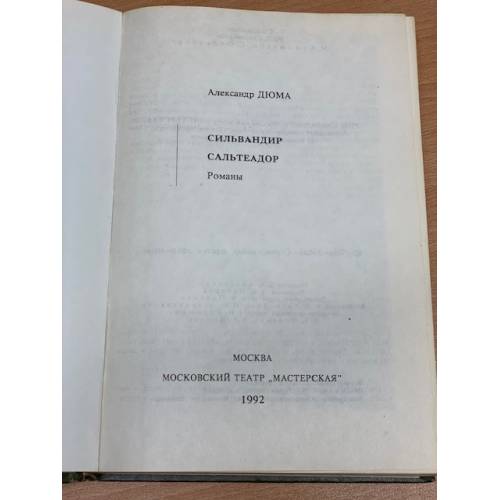 Александр ДЮМА
СИЛЬВАНДИР
САЛЬТЕАДОР
Романы
МОСКВА
МОСКОВСКИЙ ТЕАТР „МАСТЕРСКАЯ"
1992